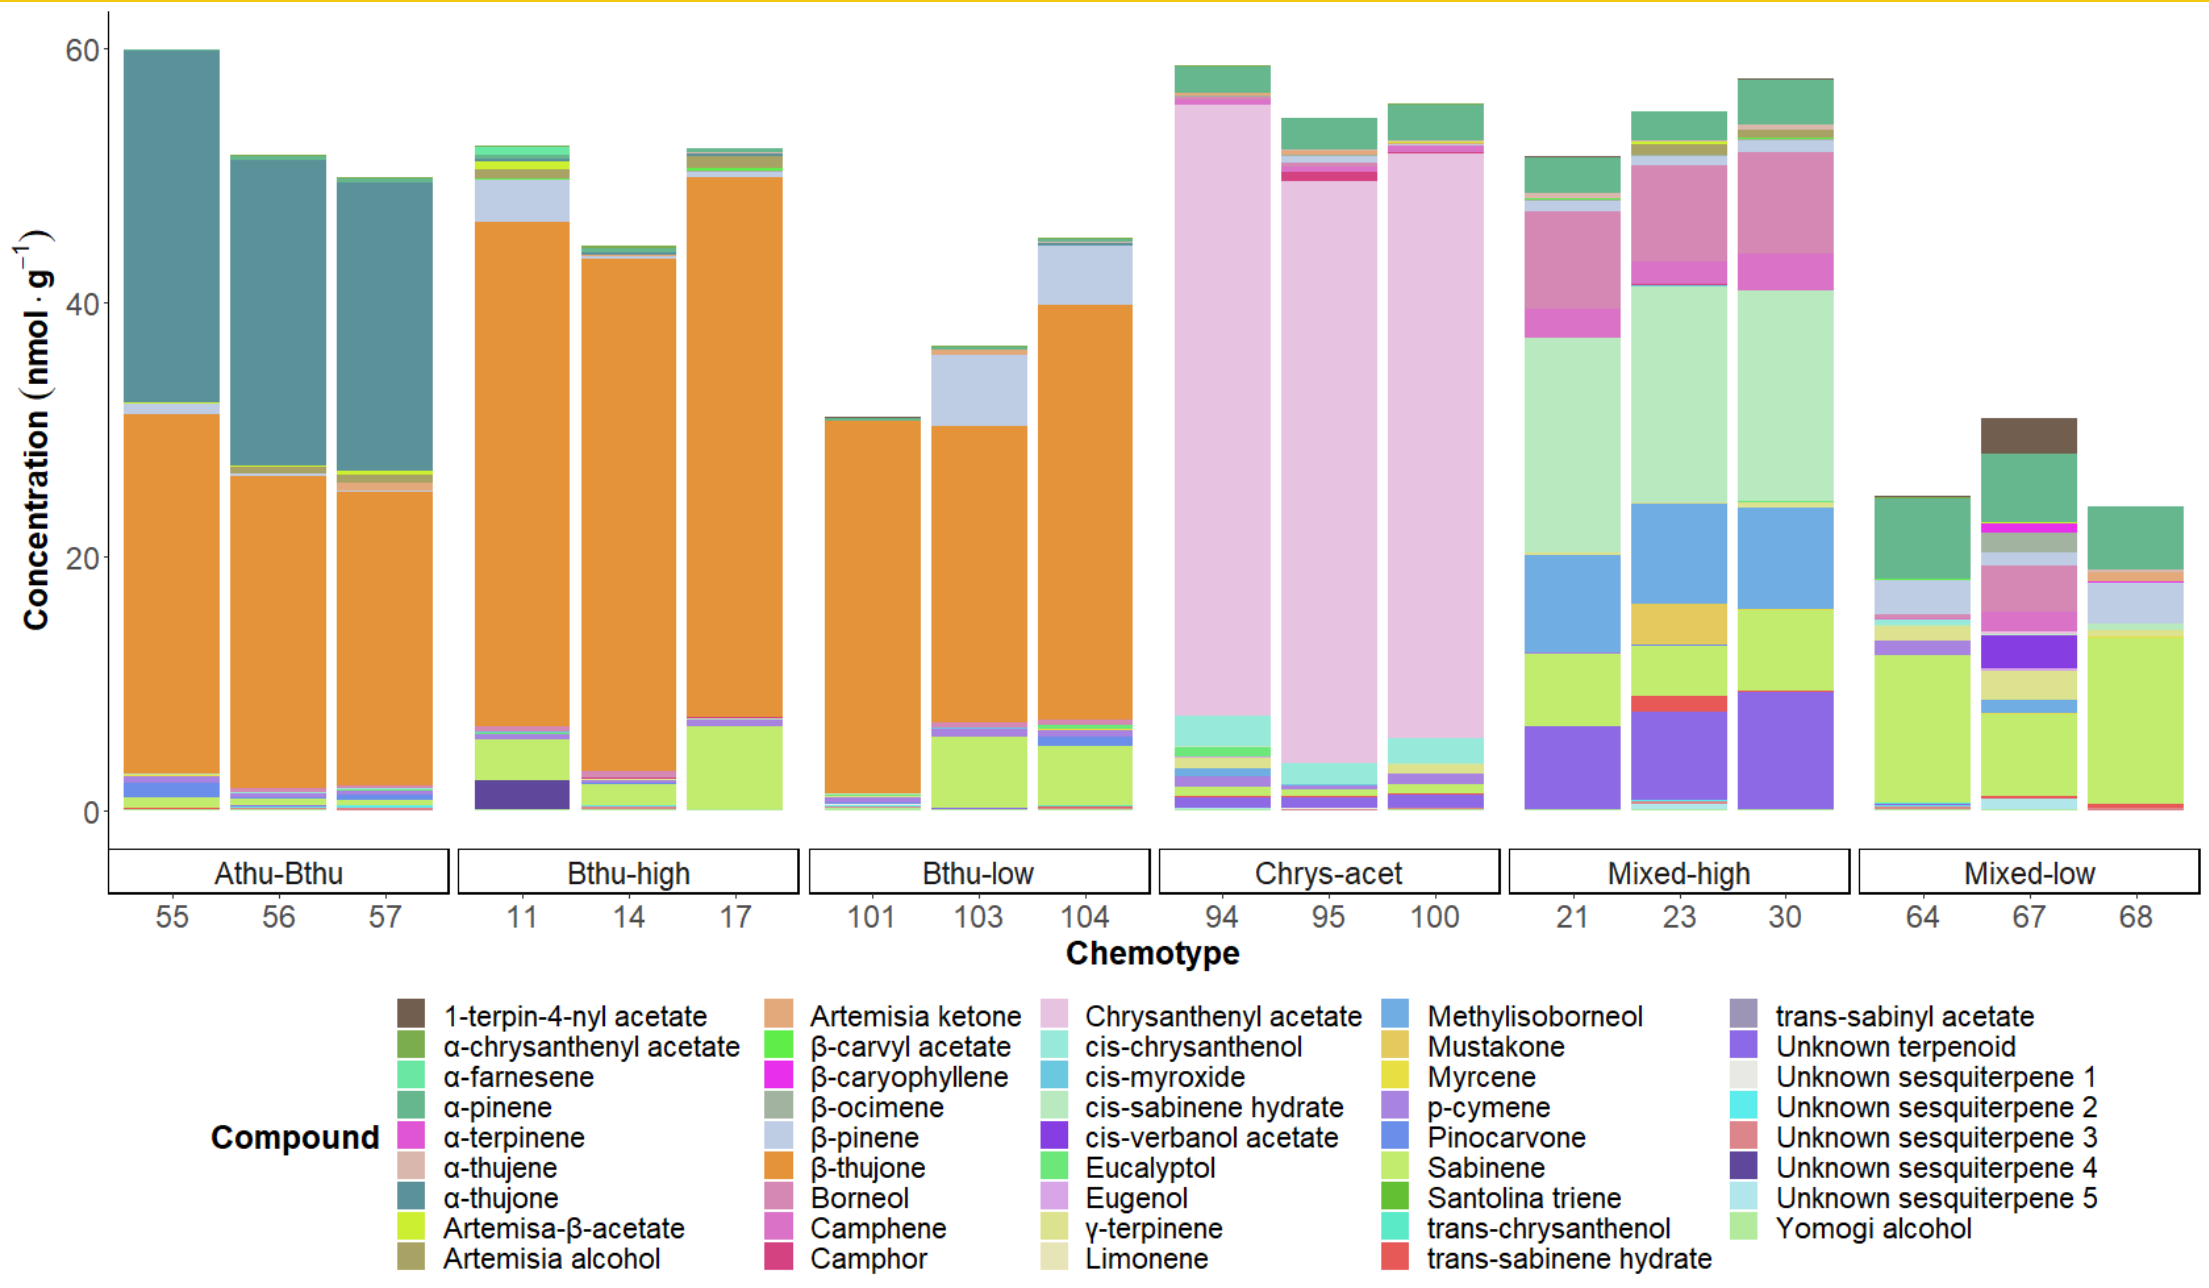 60
40
20
0
Concentration (nmol · g⁻¹)
Athu-Bthu Bthu-high Bthu-low Chrys-acet Mixed-high Mixed-low
55 56 57 11 14 17 101 103 104 94 95 100 21 23 30 64 67 68
Chemotype
Compound
1-terpin-4-nyl acetate
α-chrysanthenyl acetate
α-farnesene
α-pinene
α-terpinene
α-thujene
α-thujone
Artemisa-β-acetate
Artemisia alcohol
Artemisia ketone
β-carvyl acetate
β-caryophyllene
β-ocimene
β-pinene
β-thujone
Borneol
Camphene
Camphor
Chrysanthenyl acetate
cis-chrysanthenol
cis-myroxide
cis-sabinene hydrate
cis-verbanol acetate
Eucalyptol
Eugenol
γ-terpinene
Limonene
Methylisoborneol
Mustakone
Myrcene
p-cymene
Pinocarvone
Sabinene
Santolina triene
trans-chrysanthenol
trans-sabinene hydrate
trans-sabinyl acetate
Unknown terpenoid
Unknown sesquiterpene 1
Unknown sesquiterpene 2
Unknown sesquiterpene 3
Unknown sesquiterpene 4
Unknown sesquiterpene 5
Yomogi alcohol